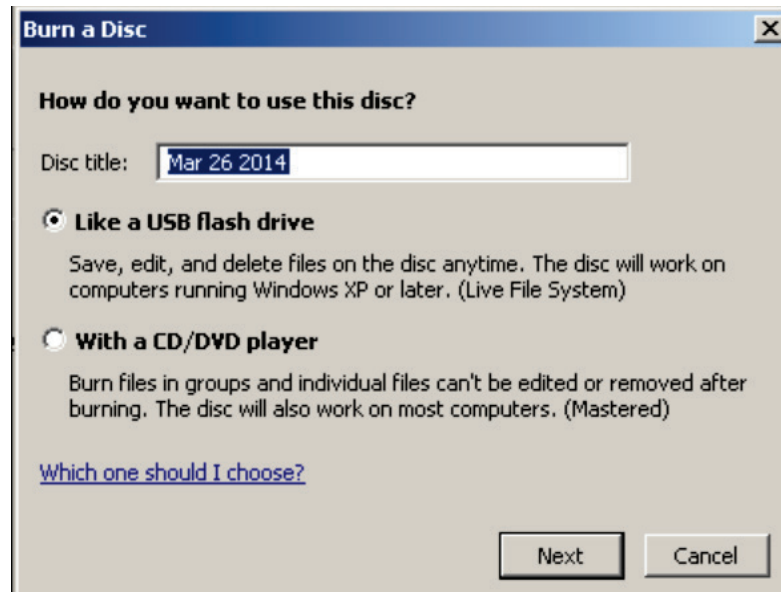 Burn a Disc
How do you want to use this disc?
Disc title: Mar 26 2014
Like a USB flash drive
Save, edit, and delete files on the disc anytime. The disc will work on
computers running Windows XP or later. (Live File System)
With a CD/DVD player
Burn files in groups and individual files can't be edited or removed after
burning. The disc will also work on most computers. (Mastered)
Which one should I choose?
Next Cancel